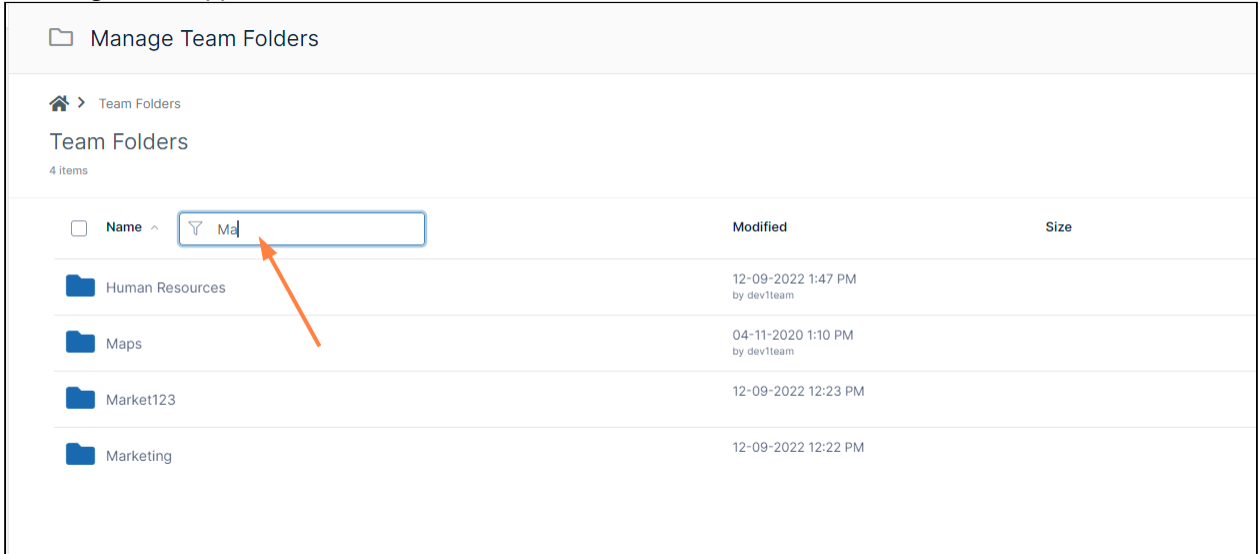 Manage Team Folders
Team Folders
Team Folders
4 items
Name Ma Modified Size
Human Resources 12-09-2022 1:47 PM
by dev1team
Maps 04-11-2020 1:10 PM
by dev1team
Market123 12-09-2022 12:23 PM
Marketing 12-09-2022 12:22 PM